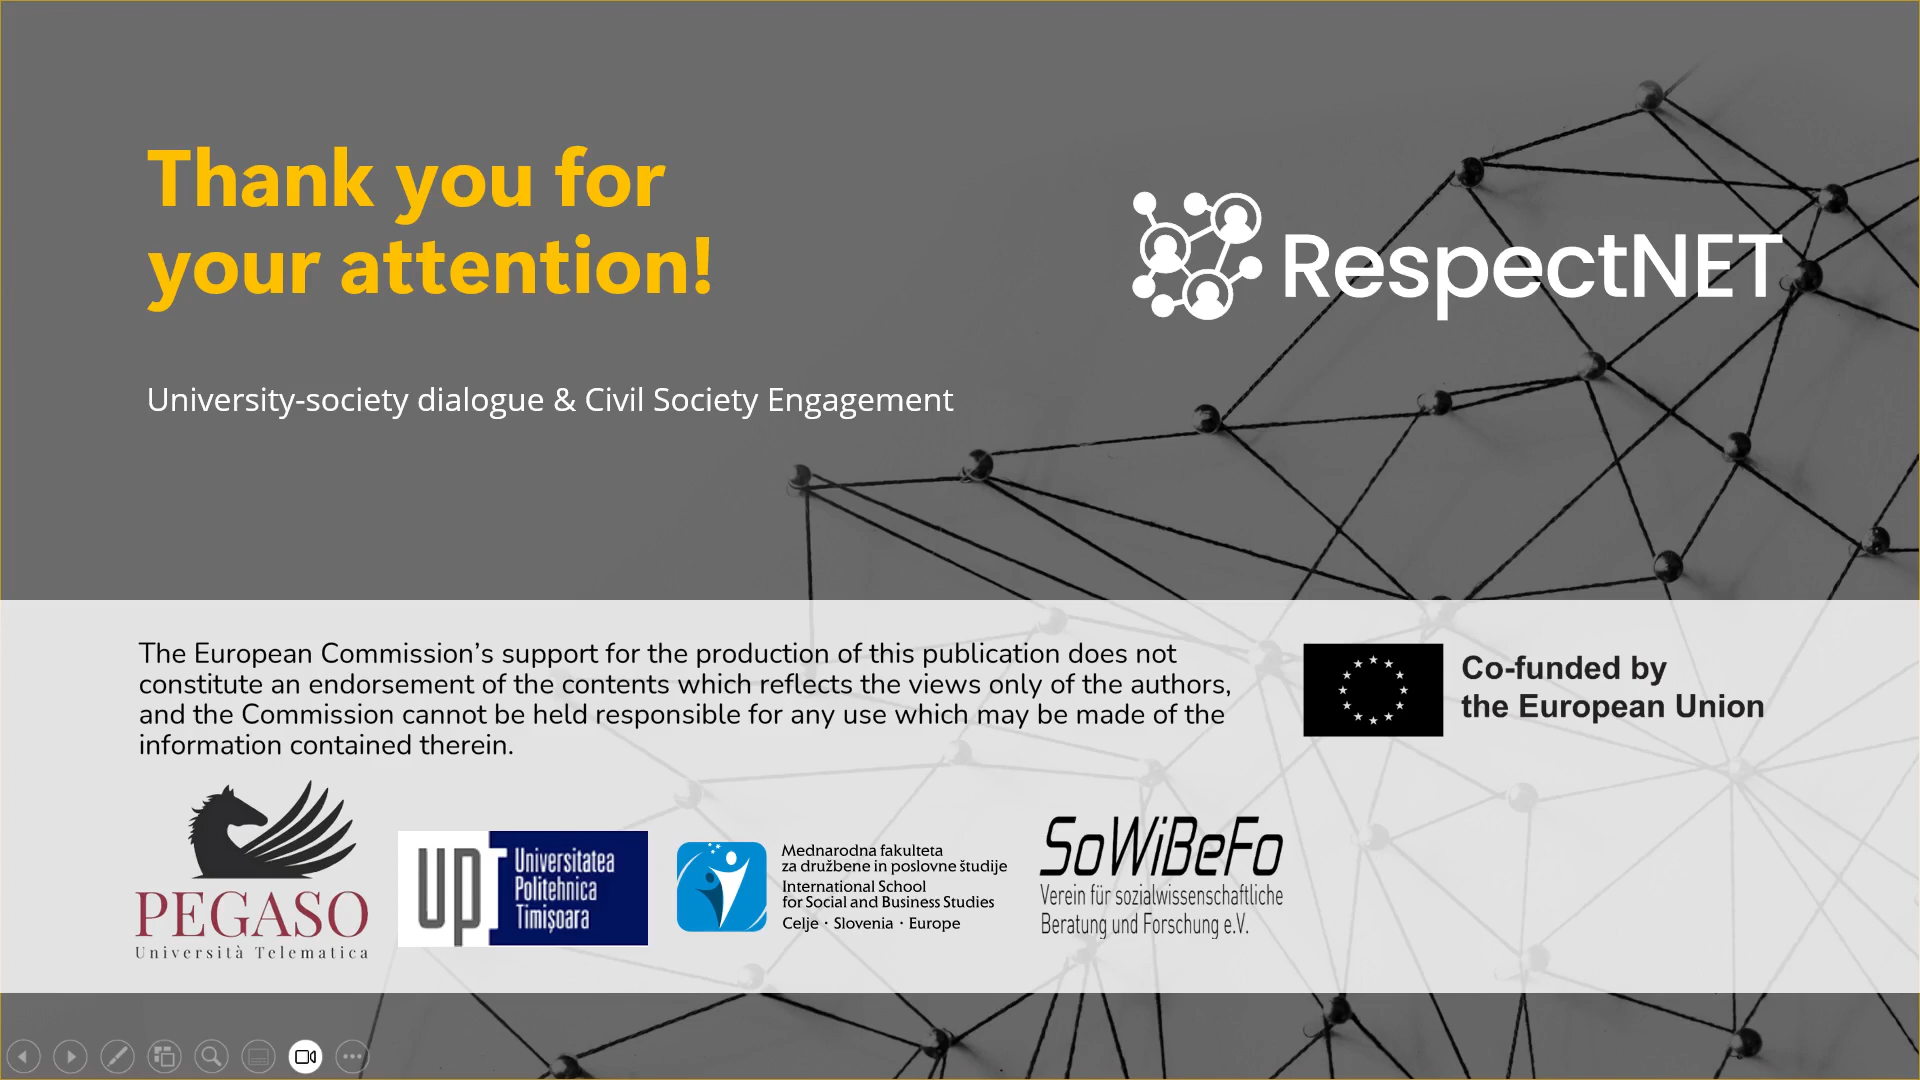 Thank you for
your attention!
RespectNET
University-society dialogue & Civil Society Engagement
The European Commission’s support for the production of this publication does not
constitute an endorsement of the contents which reflects the views only of the authors,
and the Commission cannot be held responsible for any use which may be made of the
information contained therein.
Co-funded by
the European Union
PEGASO
Università Telematica
upt
Universitatea
Politehnica
Timișoara
Mednarodna fakulteta
za družbene in poslovne študije
International School
for Social and Business Studies
Celje · Slovenia · Europe
SoWiBeFo
Verein für sozialwissenschaftliche
Beratung und Forschung e.V.